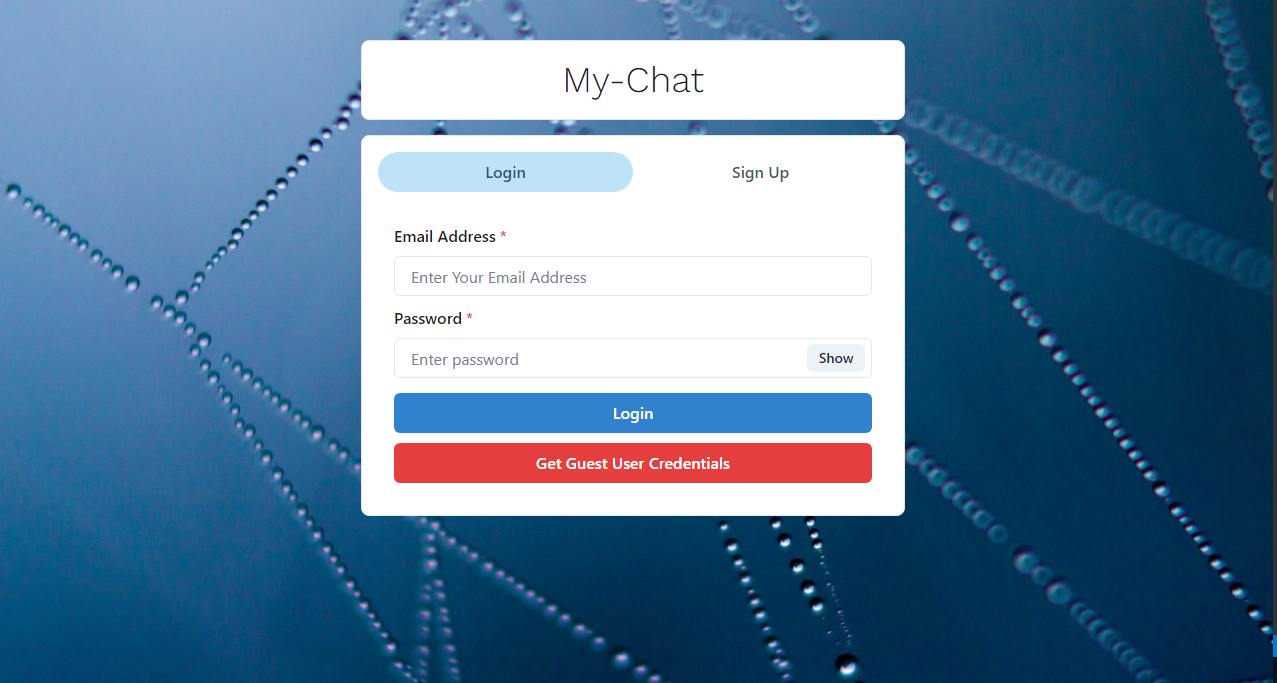 My-Chat
Login Sign Up
Email Address *
Enter Your Email Address
Password *
Enter password Show
Login
Get Guest User Credentials